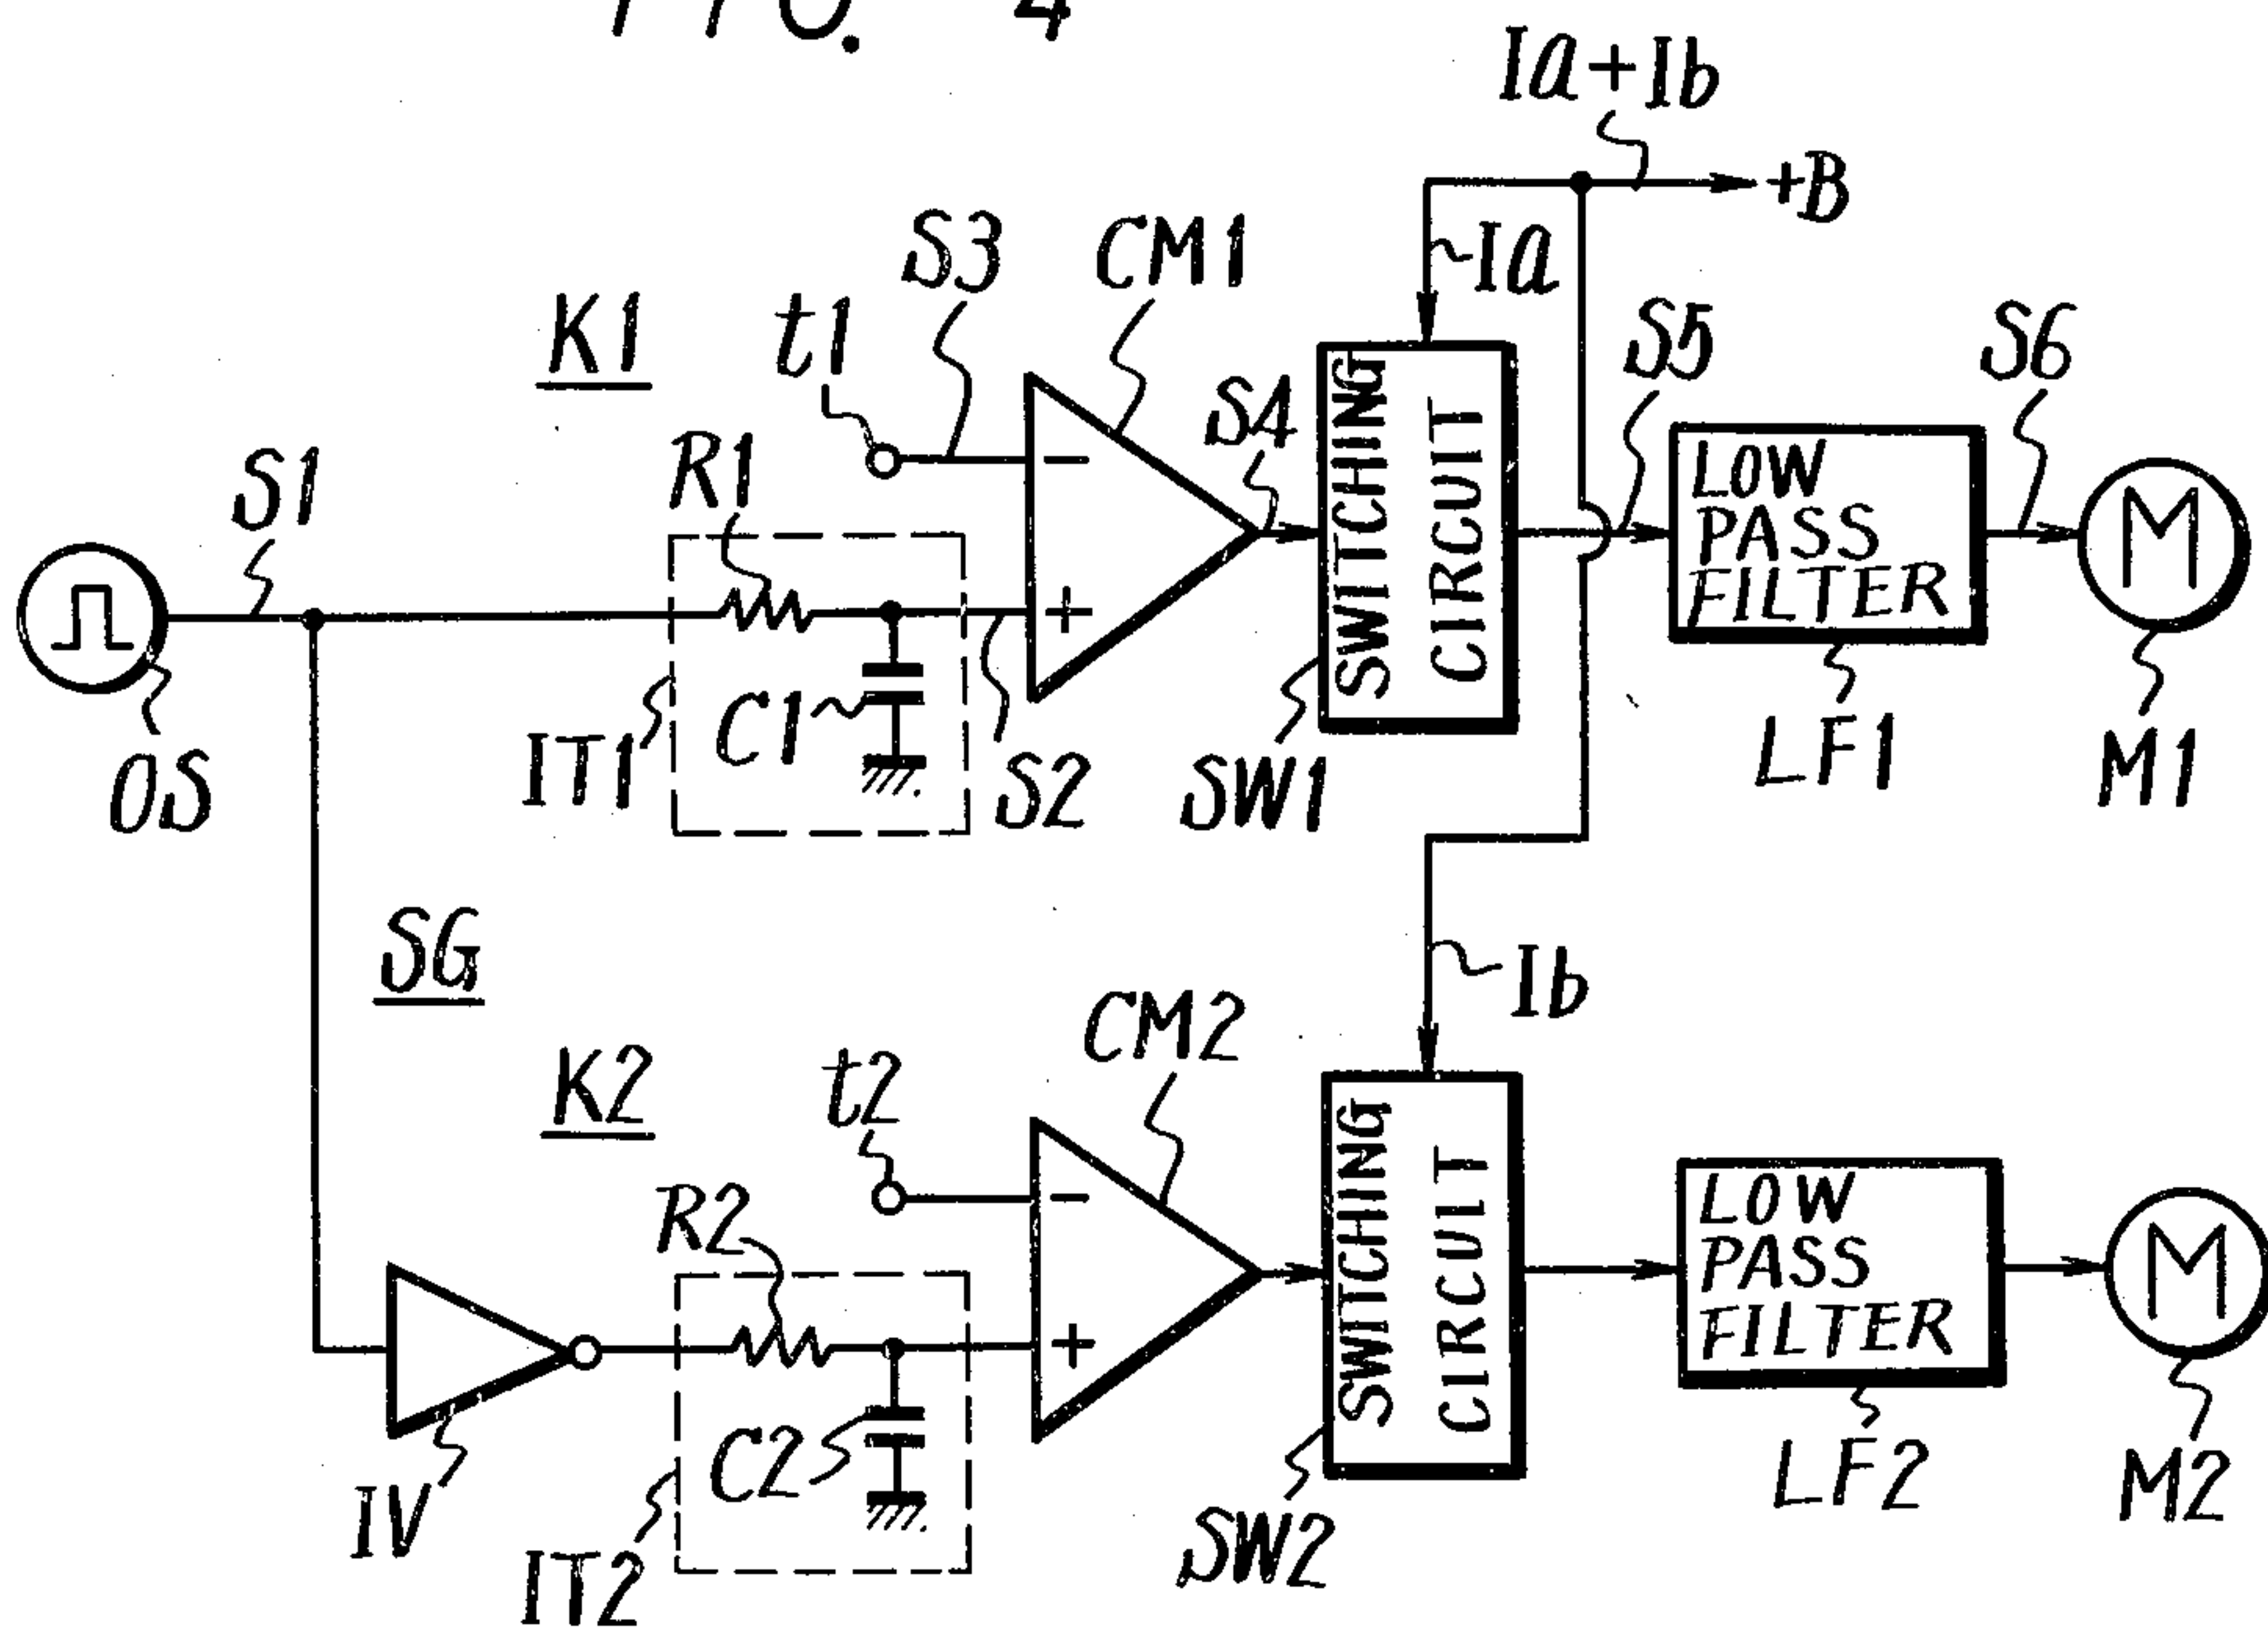 FIG. 4
Ia+Ib
+B
Ia
S3
CM1
K1
t1
S5
S6
S4
R1
S1
SWITCHING
CIRCUIT
LOW
PASS
FILTER
M
-
+
C1
IT1
S2
SW1
LF1
M1
OS
SG
Ib
CM2
K2
t2
R2
SWITCHING
CIRCUIT
LOW
PASS
FILTER
M
-
+
C2
IV
IT2
SW2
LF2
M2